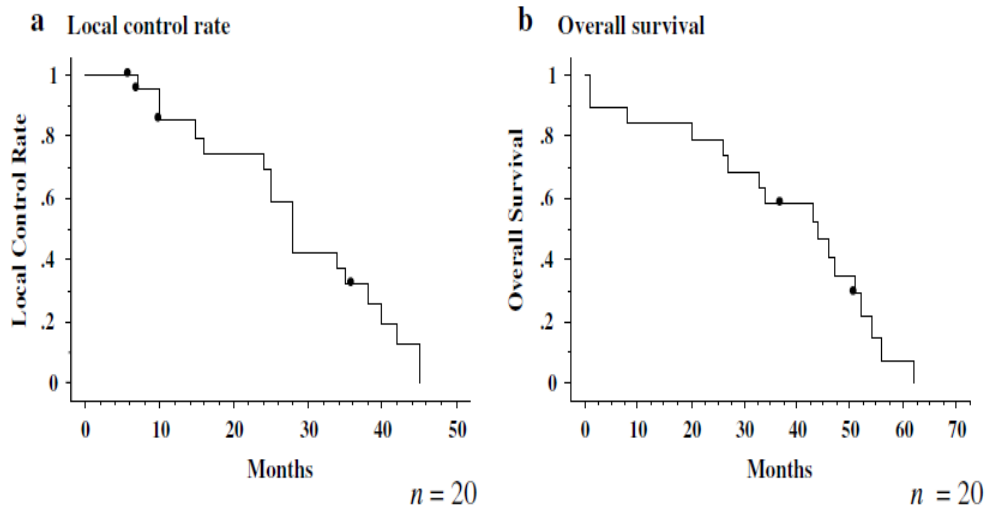 a Local control rate
Local Control Rate
1
.8
.6
.4
.2
0
0 10 20 30 40 50
Months
n = 20
b Overall survival
Overall Survival
1
.8
.6
.4
.2
0
0 10 20 30 40 50 60 70
Months
n = 20